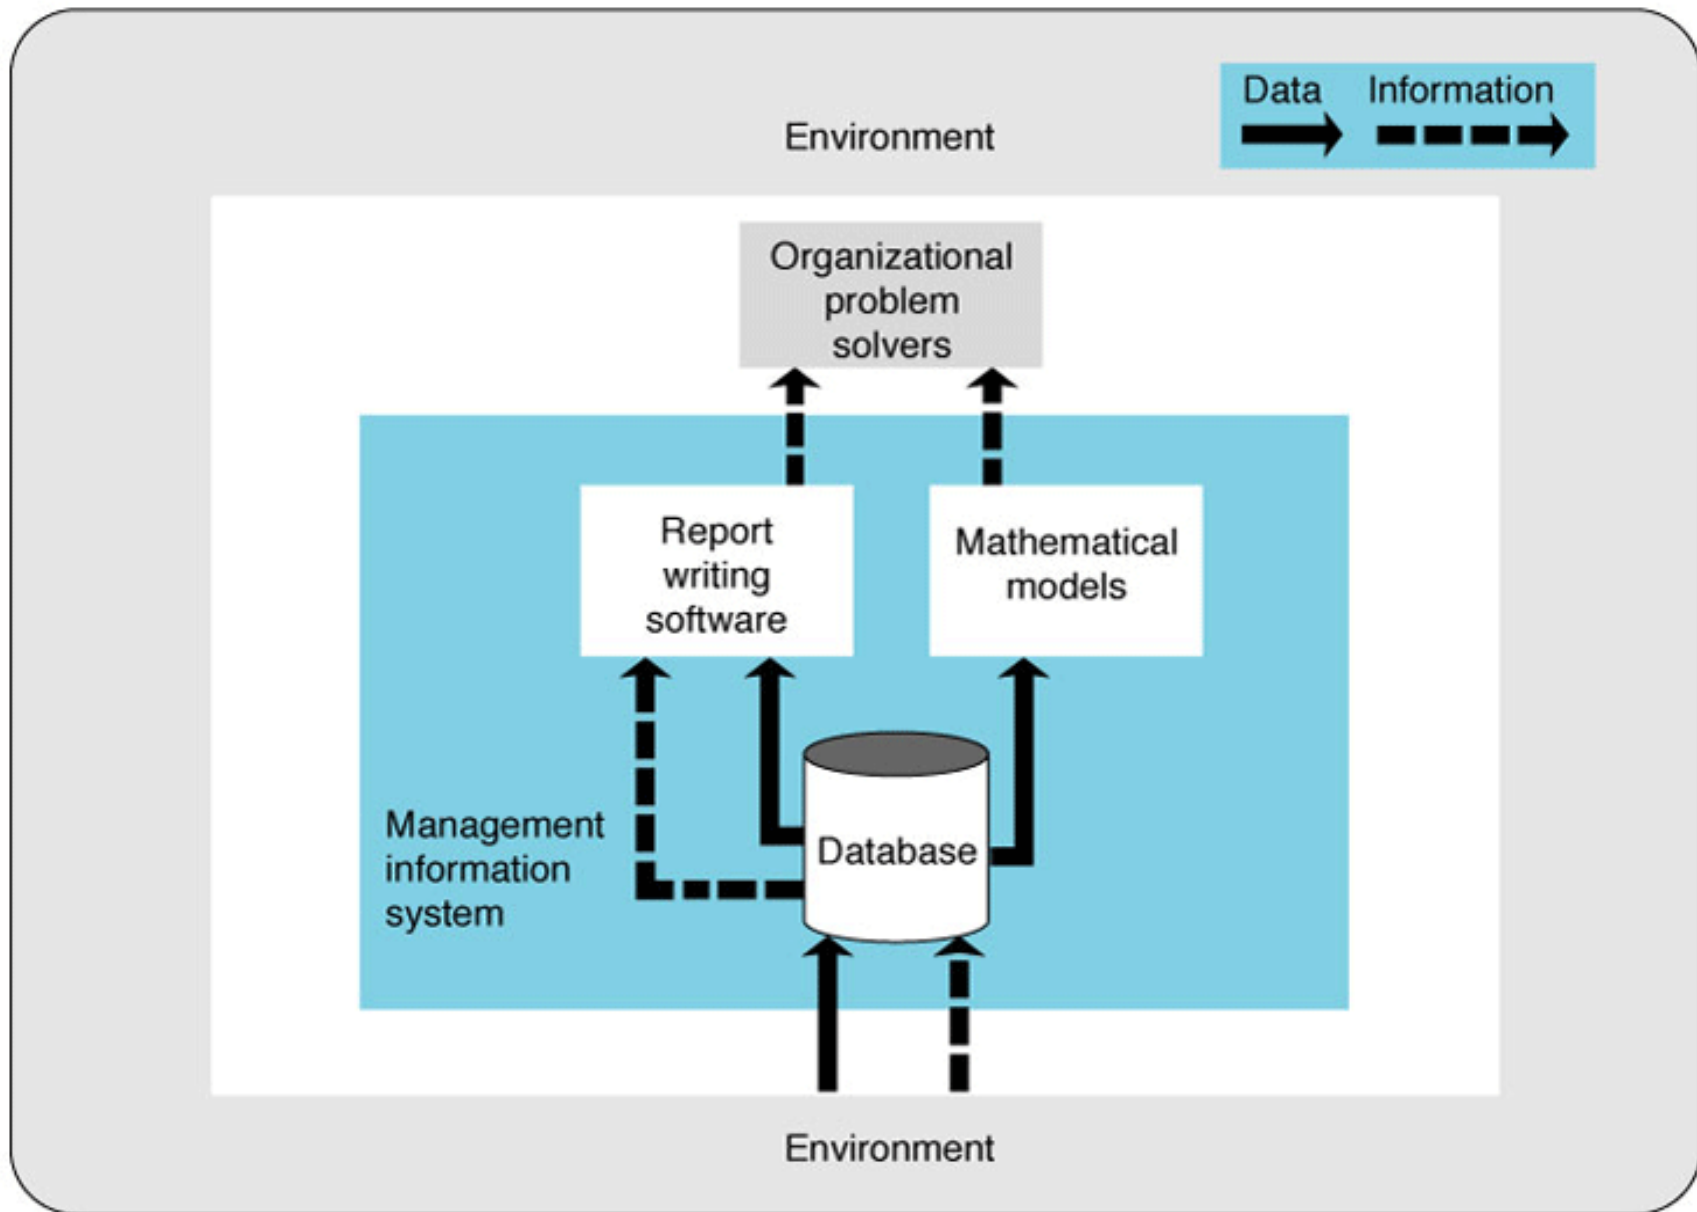 Data Information
Environment
Organizational
problem
solvers
Report
writing
software
Mathematical
models
Management
information
system
Database
Environment